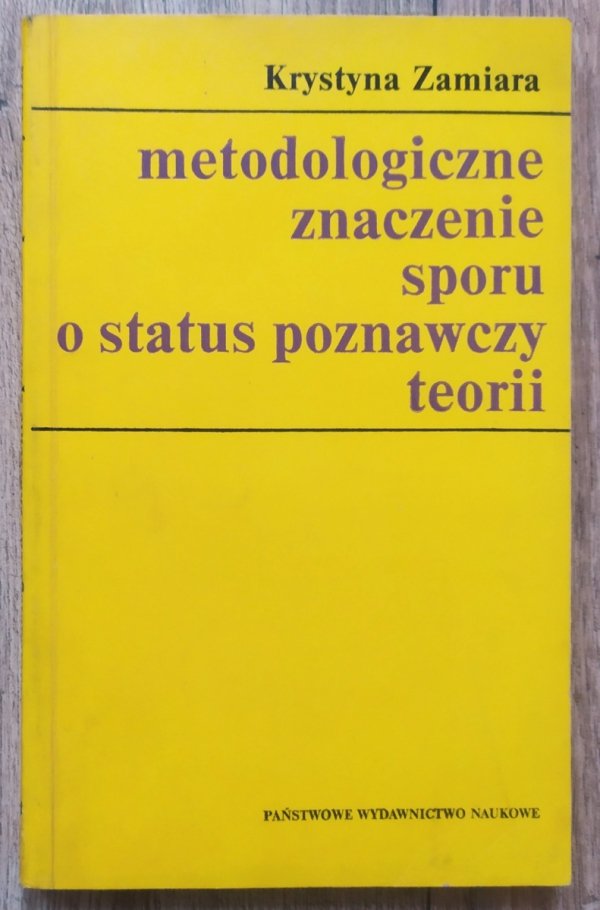 Krystyna Zamiara
metodologiczne
znaczenie
sporu
o status poznawczy
teorii
PAŃSTWOWE WYDAWNICTWO NAUKOWE